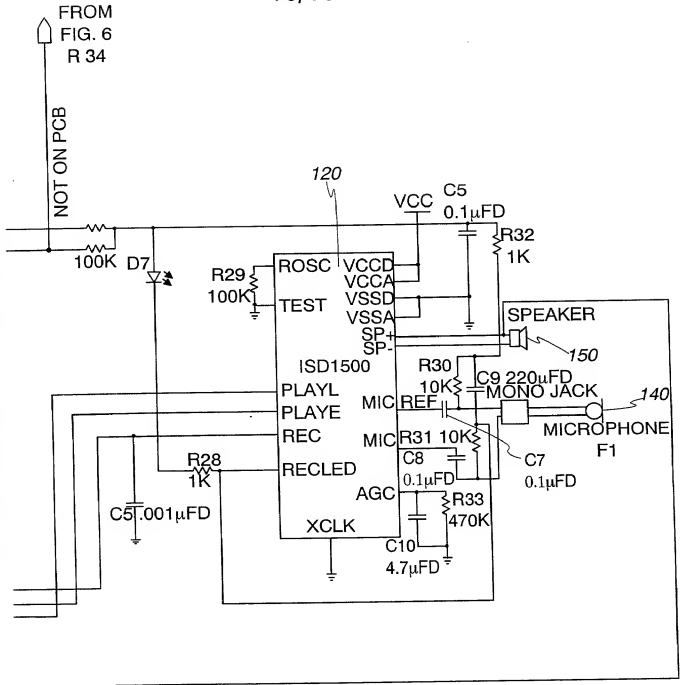 FROM
FIG. 6
R 34
NOT ON PCB
120
VCC
C5
0.1µFD
R32
1K
100K
D7
R29
100K
ROSC
VCCD
VCCA
TEST
VSSD
VSSA
SP+
SP-
SPEAKER
150
ISD1500
R30
10K
C9 220µFD
MONO JACK
140
PLAYL
MIC REF
PLAYE
MICROPHONE
F1
REC
MIC
R31 10K
C7
0.1µFD
R28
1K
RECLED
C8
0.1µFD
C5 .001µFD
AGC
R33
470K
XCLK
C10
4.7µFD